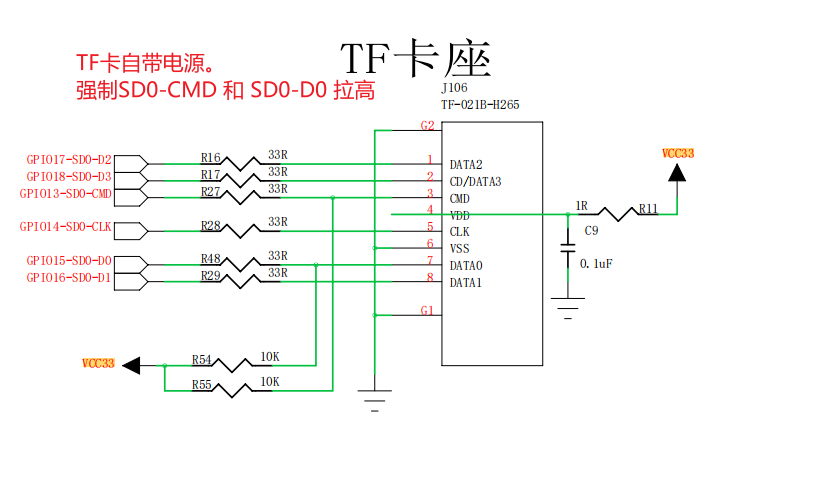 TF卡座
TF卡自带电源。
强制SD0-CMD 和 SD0-D0 拉高
J106
TF-021B-H265
G2
GPIO17-SD0-D2
R16
33R
1
DATA2
GPIO18-SD0-D3
R17
33R
2
CD/DATA3
GPIO13-SD0-CMD
R27
33R
3
CMD
4
VDD
GPIO14-SD0-CLK
R28
33R
5
CLK
6
VSS
GPIO15-SD0-D0
R48
33R
7
DATA0
GPIO16-SD0-D1
R29
33R
8
DATA1
G1
VCC33
1R
R11
C9
0.1uF
VCC33
R54
10K
R55
10K